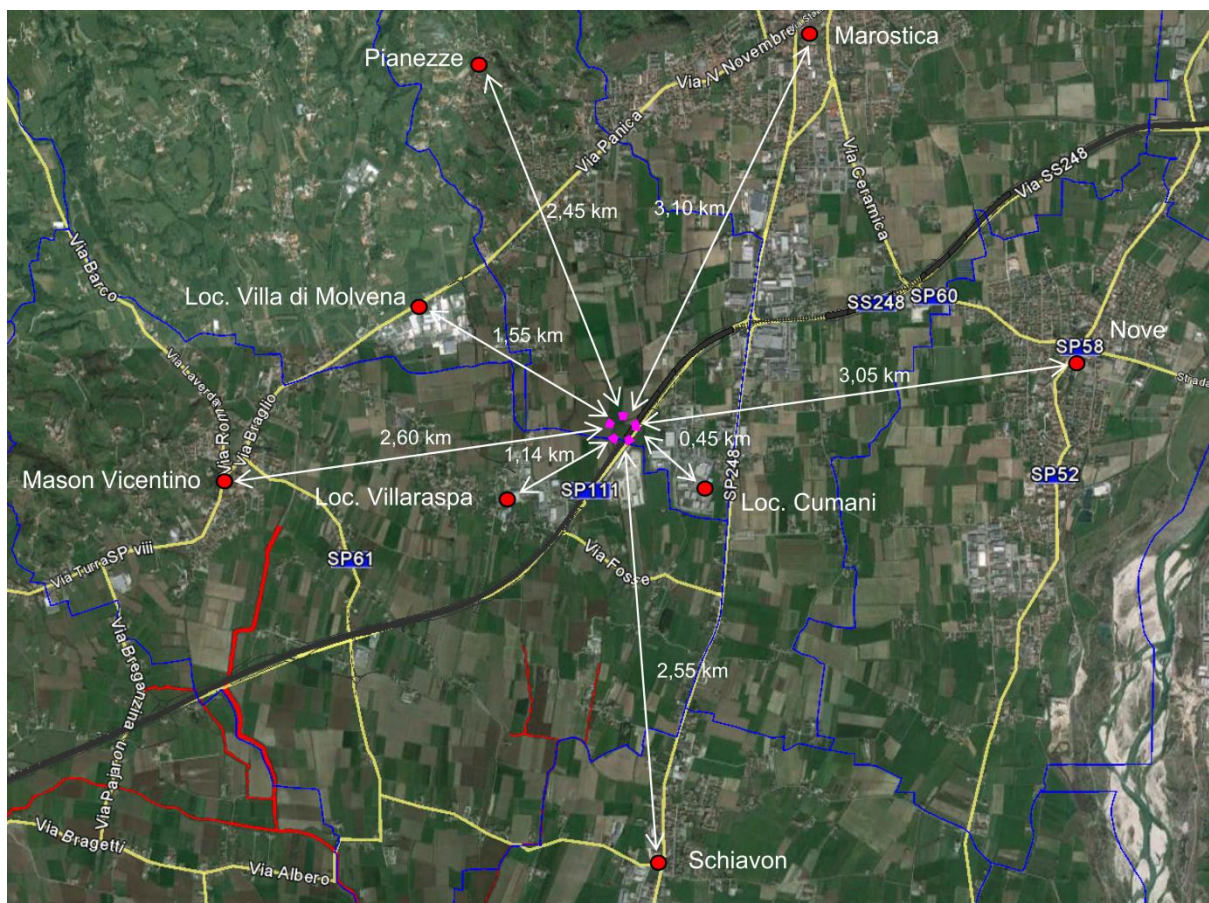 Marostica
Pianezze
Via IV Novembre
Via Panica
Via Ceramica
Via SS248
2,45 km
3,10 km
Via Barco
Loc. Villa di Molvena
SS248
SP60
Nove
1,55 km
SP58
Via Laverda
3,05 km
Strada
Via Braglio
Via Roma
2,60 km
0,45 km
1,14 km
Mason Vicentino
SP248
SP52
Loc. Villaraspa
SP111
Loc. Cumani
Via TurraSP viii
SP61
Via Fosse
Via Breganzina
2,55 km
Via Pajaron
Via Bragetti
Via Albero
Schiavon